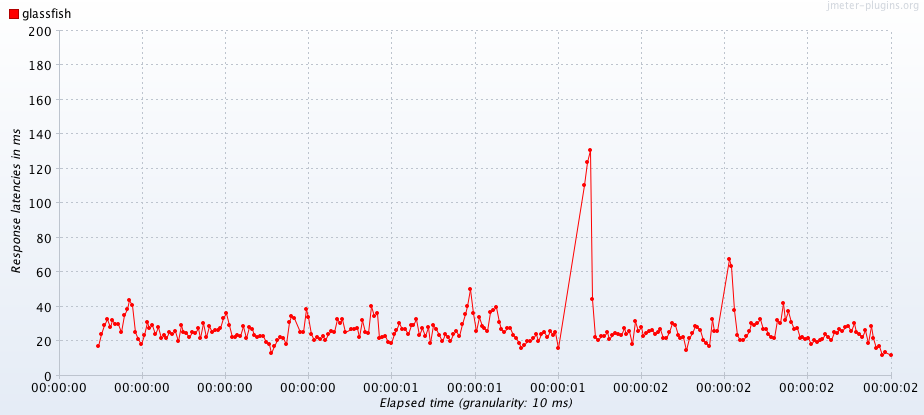 jmeter-plugins.org
glassfish
200
180
160
140
120
100
80
60
40
20
0
Response latencies in ms
00:00:00 00:00:00 00:00:00 00:00:00 00:00:01 00:00:01 00:00:01 00:00:02 00:00:02 00:00:02 00:00:02
Elapsed time (granularity: 10 ms)